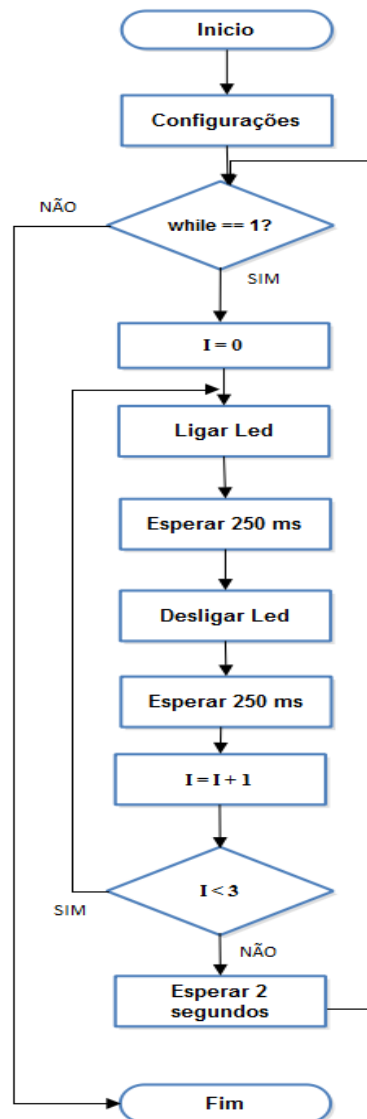 Inicio
Configurações
NÃO
while == 1?
SIM
I = 0
Ligar Led
Esperar 250 ms
Desligar Led
Esperar 250 ms
I = I + 1
I < 3
SIM
NÃO
Esperar 2
segundos
Fim